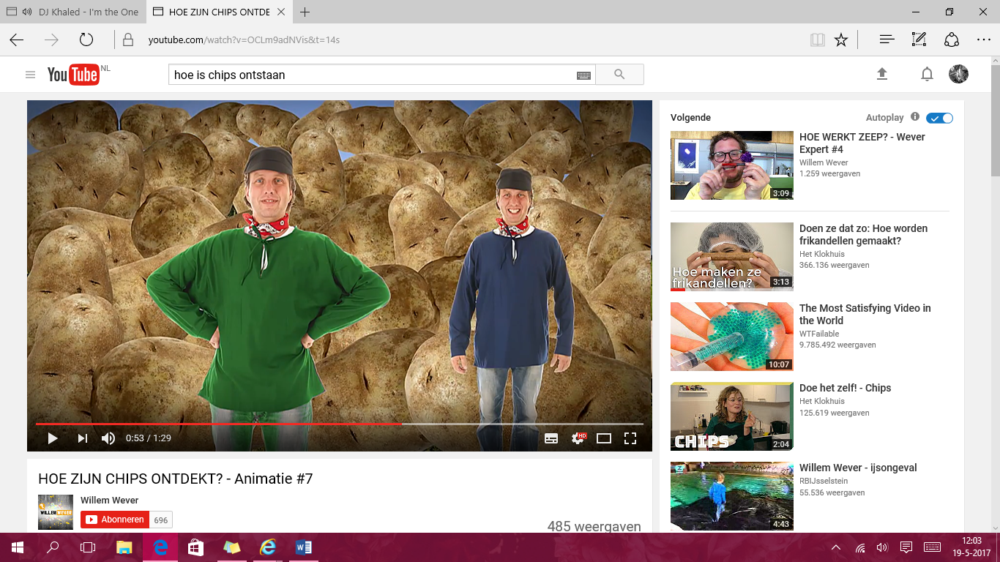 DJ Khaled - I'm the One
HOE ZIJN CHIPS ONTDE
youtube.com/watch?v=OCLm9adNVis&t=14s
YouTube NL
hoe is chips ontstaan
Volgende
Autoplay
HOE WERKT ZEEP? - Wever
Expert #4
Willem Wever
1.259 weergaven
3:09
Doen ze dat zo: Hoe worden
frikandellen gemaakt?
Het Klokhuis
366.136 weergaven
Hoe maken ze
frikandellen?
3:13
The Most Satisfying Video in
the World
WTFailable
9.785.492 weergaven
10:07
Doe het zelf! - Chips
Het Klokhuis
125.619 weergaven
CHIPS
2:04
Willem Wever - ijsongeval
RBIJsselstein
55.536 weergaven
4:43
0:53 / 1:29
HD
HOE ZIJN CHIPS ONTDEKT? - Animatie #7
WILLEM WEVER
Willem Wever
Abonneren
696
485 weergaven
12:03
19-5-2017